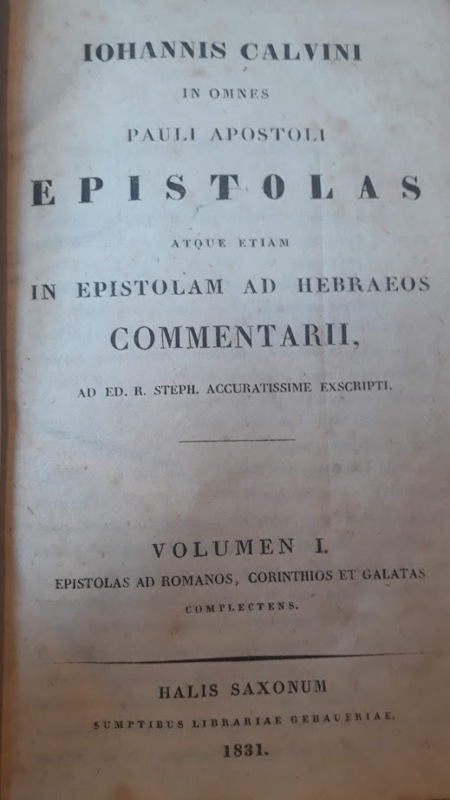 IOHANNIS CALVINI
IN OMNES
PAULI APOSTOLI
EPISTOLAS
ATQUE ETIAM
IN EPISTOLAM AD HEBRAEOS
COMMENTARII,
AD ED. R. STEPH. ACCURATISSIME EXSCRIPTI.
VOLUMEN I.
EPISTOLAS AD ROMANOS, CORINTHIOS ET GALATAS
COMPLECTENS.
HALIS SAXONUM
SUMPTIBUS LIBRARIAE GEBAUERIAE.
1831.